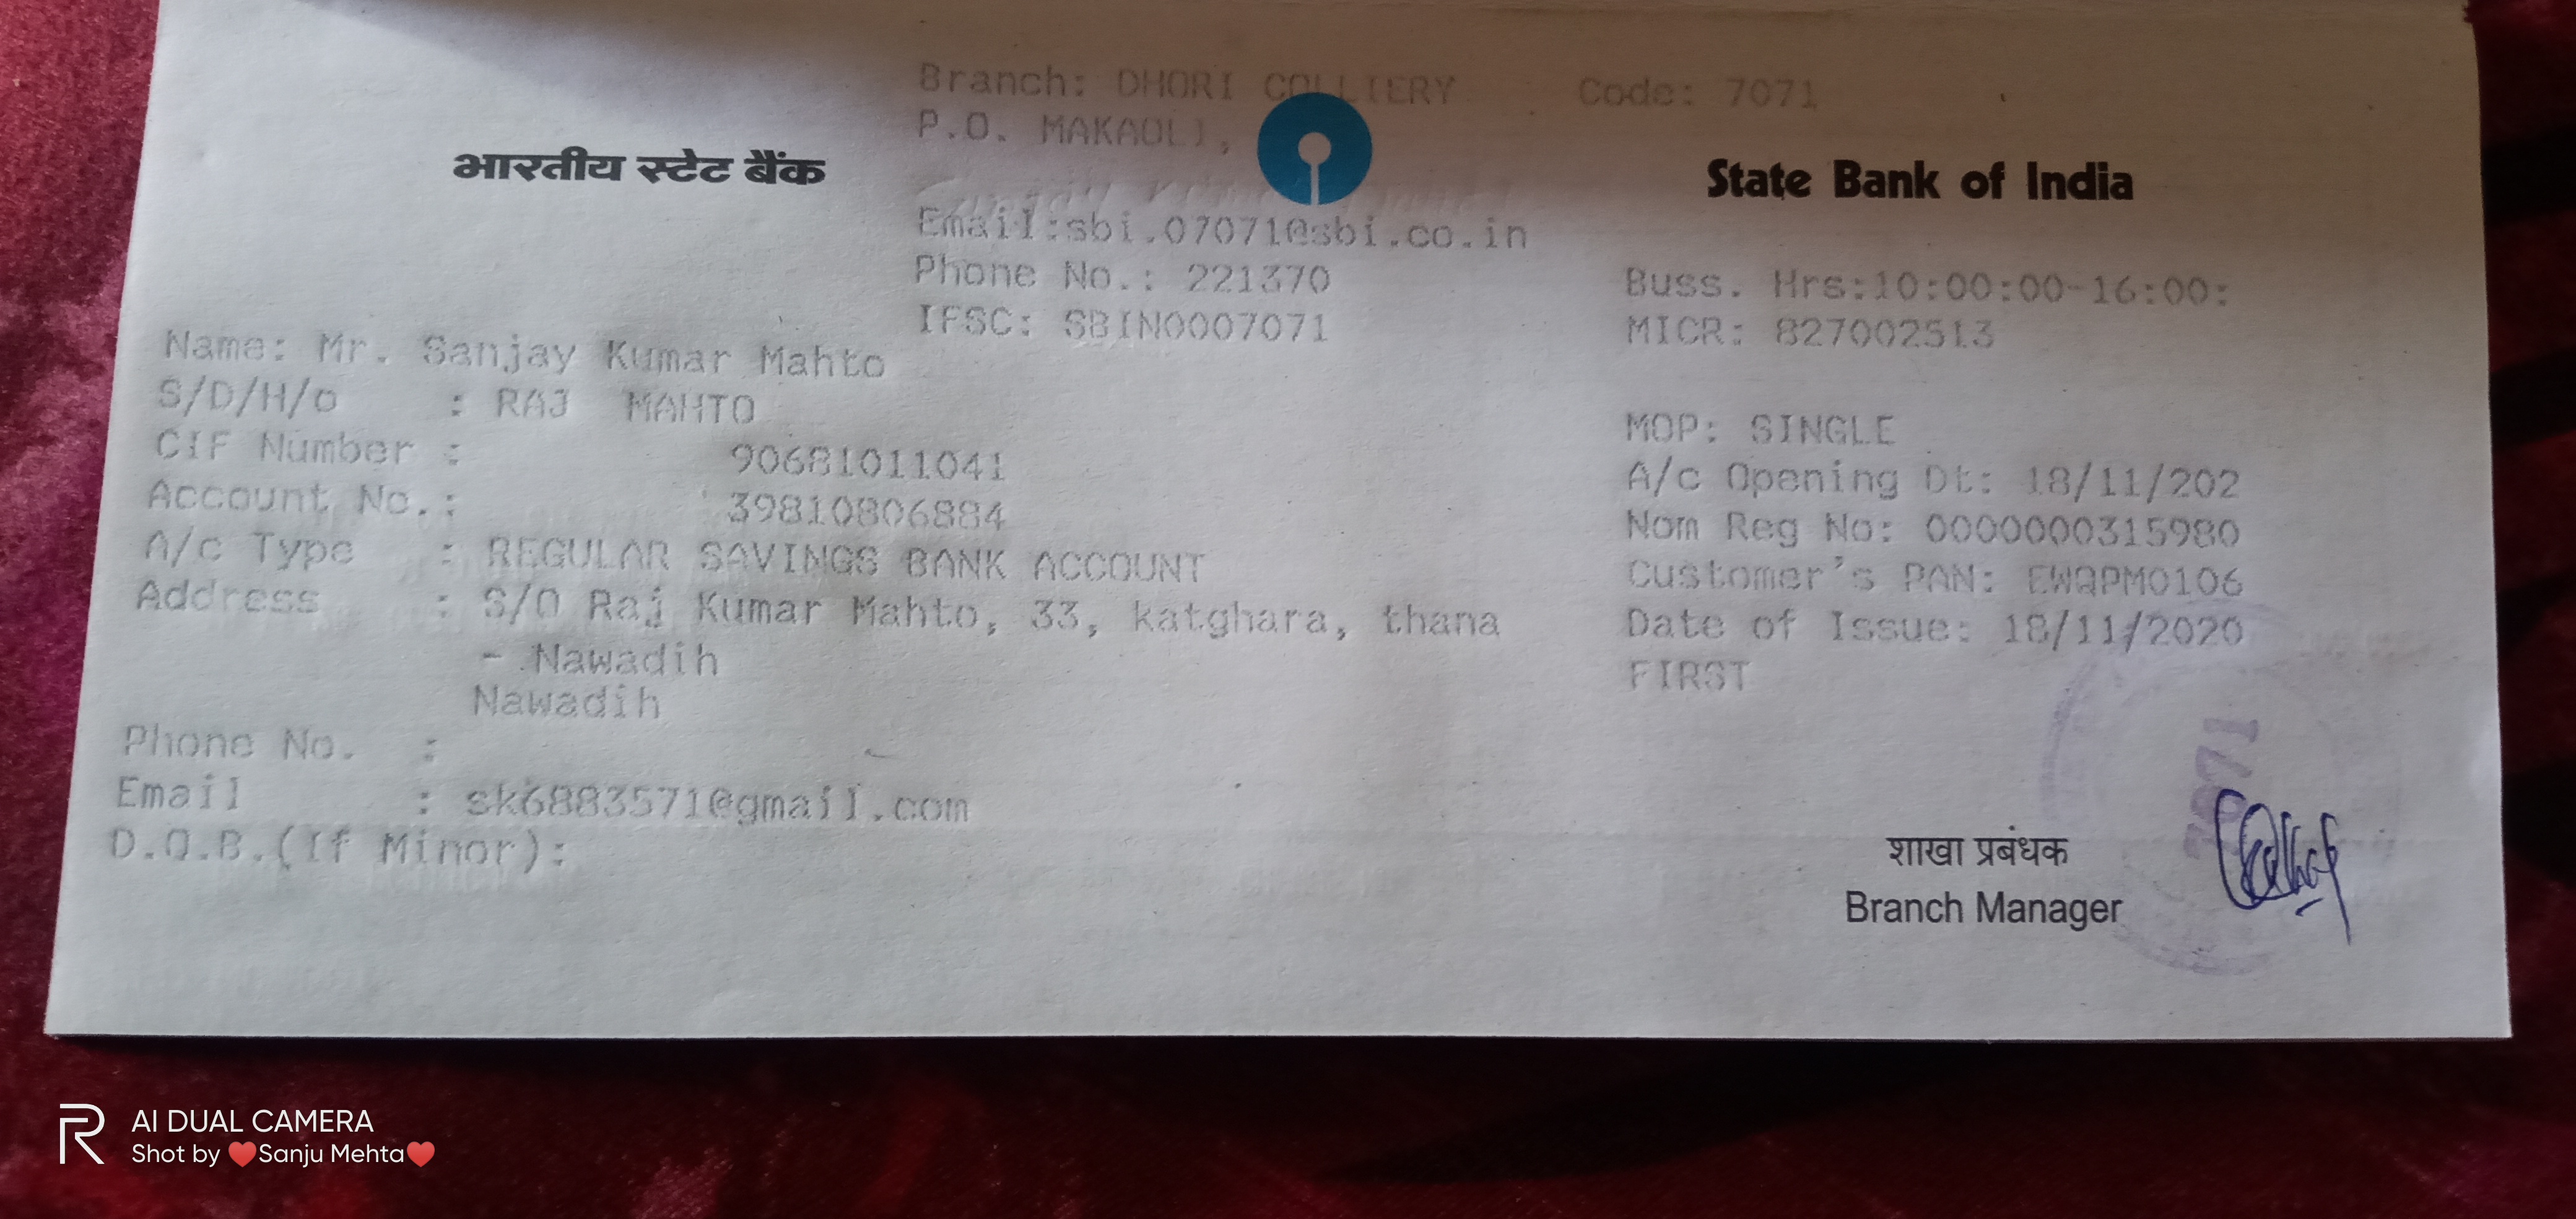 Branch: DHORI COLLIERY Code: 7071
P.O. MAKAOLI,
भारतीय स्टेट बैंक State Bank of India
Email:sbi.07071@sbi.co.in
Phone No.: 221370 Buss. Hrs:10:00:00-16:00:
IFSC: SBIN0007071 MICR: 827002513
Name: Mr. Sanjay Kumar Mahto
S/D/H/o : RAJ MAHTO MOP: SINGLE
CIF Number : 90681011041 A/c Opening Dt: 18/11/202
Account No.: 39810806884 Nom Reg No: 0000000315980
A/c Type : REGULAR SAVINGS BANK ACCOUNT Customer's PAN: EWQPM0106
Address : S/O Raj Kumar Mahto, 33, katghara, thana Date of Issue: 18/11/2020
- Nawadih FIRST
Nawadih
Phone No. :
Email : sk6883571@gmail.com
D.O.B.(If Minor):
7071
शाखा प्रबंधक
Branch Manager
AI DUAL CAMERA
Shot by ♥Sanju Mehta♥